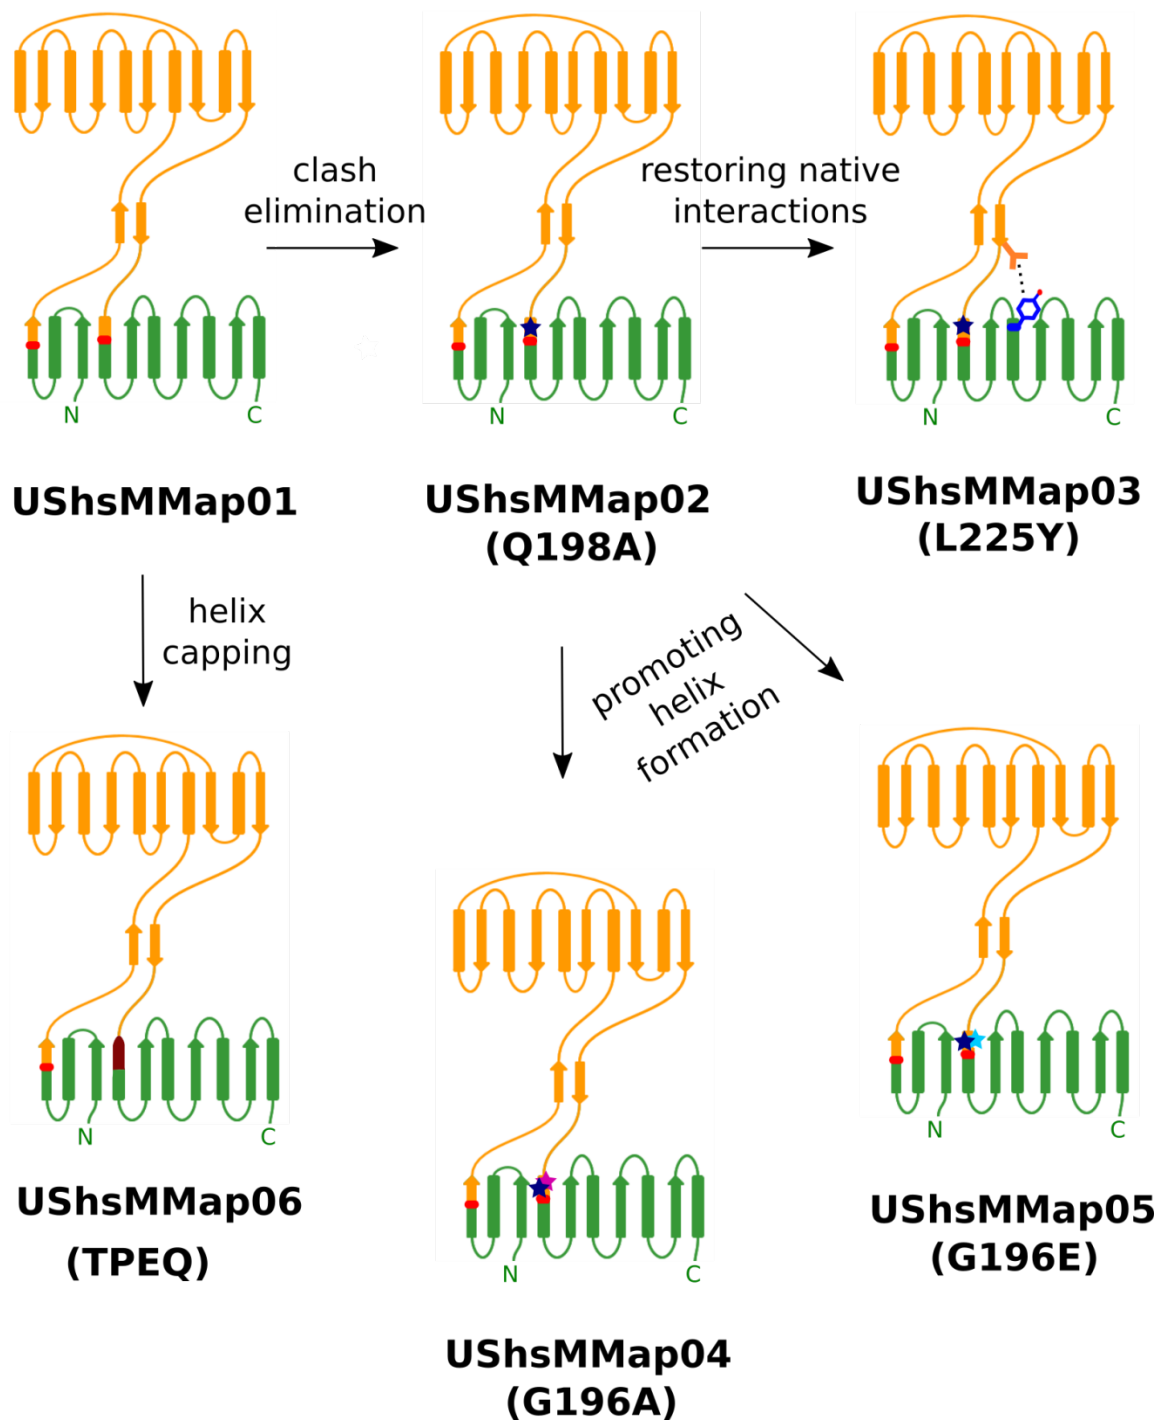 clash
elimination
restoring native
interactions
N
C
N
C
N
C
UShsMMap01
UShsMMap02
(Q198A)
UShsMMap03
(L225Y)
helix
capping
promoting
helix
formation
N
C
N
C
N
C
UShsMMap06
(TPEQ)
UShsMMap05
(G196E)
UShsMMap04
(G196A)